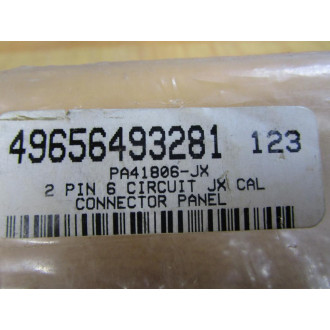 49656493281 123
PA41806-JX
2 PIN 6 CIRCUIT JX CAL
CONNECTOR PANEL